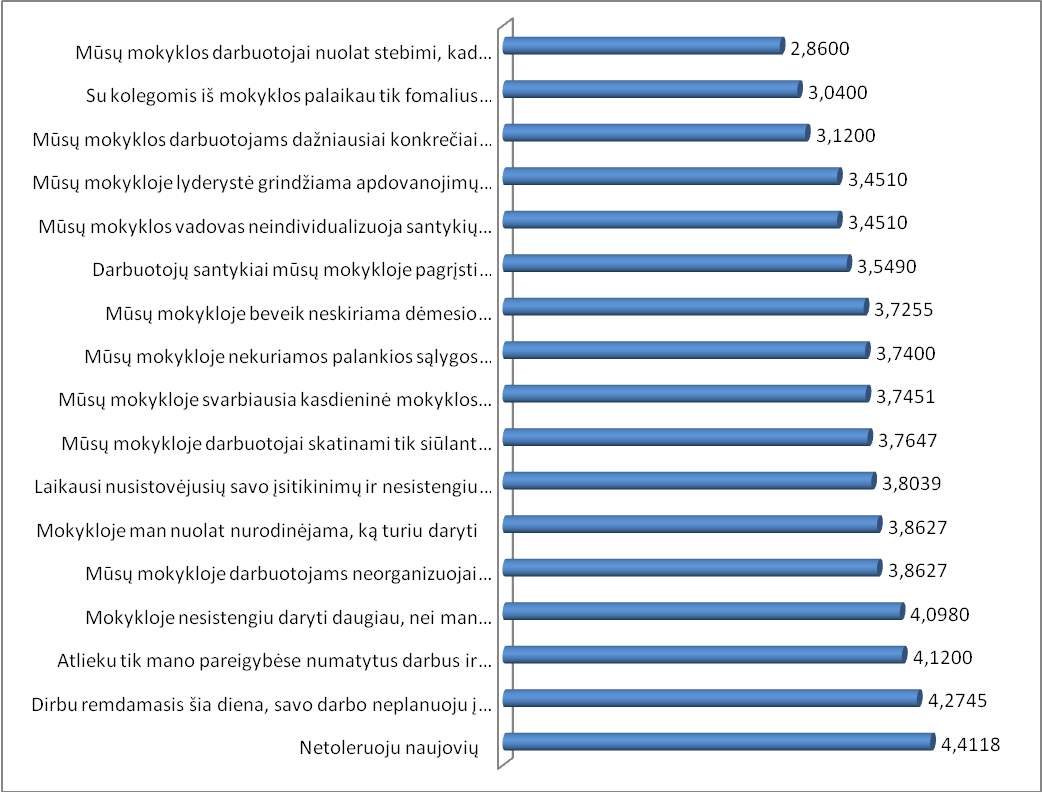 Mūsų mokyklos darbuotojai nuolat stebimi, kad... 2,8600
Su kolegomis iš mokyklos palaikau tik fomalius... 3,0400
Mūsų mokyklos darbuotojams dažniausiai konkrečiai... 3,1200
Mūsų mokykloje lyderystė grindžiama apdovanojimų... 3,4510
Mūsų mokyklos vadovas neindividualizuoja santykių... 3,4510
Darbuotojų santykiai mūsų mokykloje pagrįsti... 3,5490
Mūsų mokykloje beveik neskiriama dėmesio... 3,7255
Mūsų mokykloje nekuriamos palankios sąlygos... 3,7400
Mūsų mokykloje svarbiausia kasdieninė mokyklos... 3,7451
Mūsų mokykloje darbuotojai skatinami tik siūlant... 3,7647
Laikausi nusistovėjusių savo įsitikinimų ir nesistengiu... 3,8039
Mokykloje man nuolat nurodinėjama, ką turiu daryti 3,8627
Mūsų mokykloje darbuotojams neorganizuojai... 3,8627
Mokykloje nesistengiu daryti daugiau, nei man... 4,0980
Atlieku tik mano pareigybėse numatytus darbus ir... 4,1200
Dirbu remdamasis šia diena, savo darbo neplanuoju į... 4,2745
Netoleruoju naujovių 4,4118